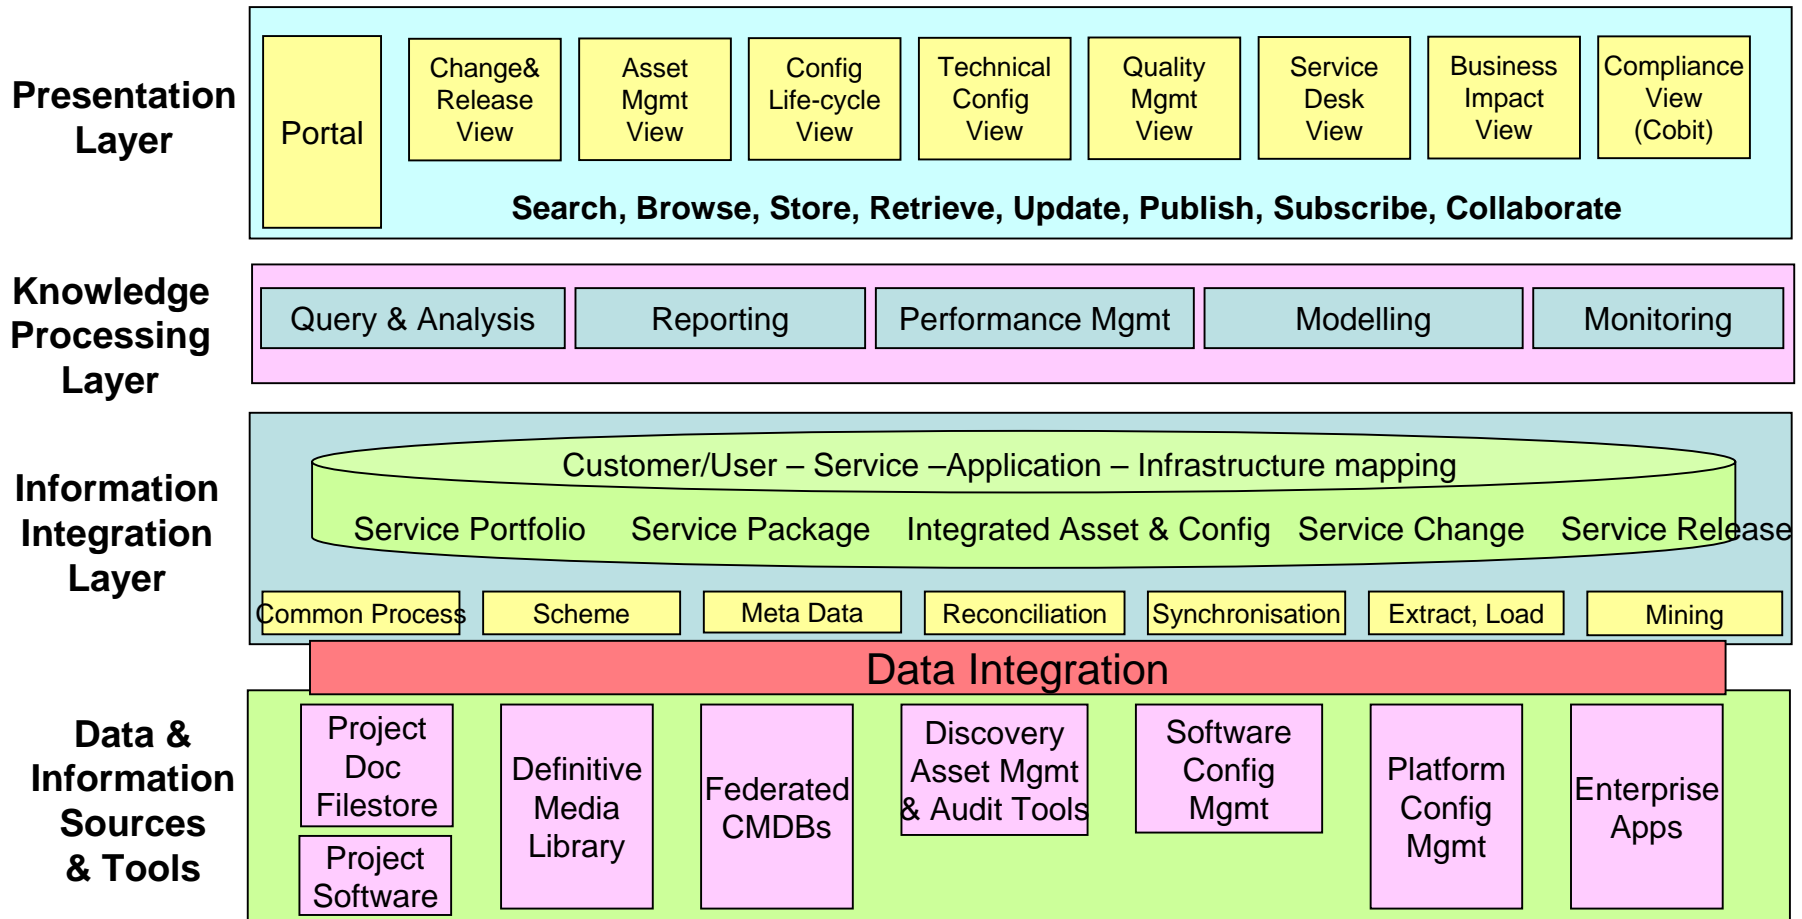 Presentation
Layer
Portal
Change&
Release
View
Asset
Mgmt
View
Config
Life-cycle
View
Technical
Config
View
Quality
Mgmt
View
Service
Desk
View
Business
Impact
View
Compliance
View
(Cobit)
Search, Browse, Store, Retrieve, Update, Publish, Subscribe, Collaborate
Knowledge
Processing
Layer
Query & Analysis
Reporting
Performance Mgmt
Modelling
Monitoring
Information
Integration
Layer
Customer/User – Service –Application – Infrastructure mapping
Service Portfolio
Service Package
Integrated Asset & Config
Service Change
Service Release
Common Process
Scheme
Meta Data
Reconciliation
Synchronisation
Extract, Load
Mining
Data Integration
Data &
Information
Sources
& Tools
Project
Doc
Filestore
Project
Software
Definitive
Media
Library
Federated
CMDBs
Discovery
Asset Mgmt
& Audit Tools
Software
Config
Mgmt
Platform
Config
Mgmt
Enterprise
Apps